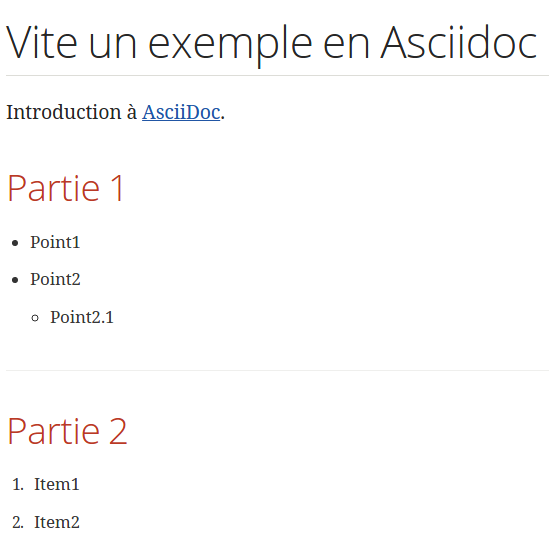 Vite un exemple en Asciidoc
Introduction à AsciiDoc.
Partie 1
Point1
Point2
Point2.1
Partie 2
1. Item1
2. Item2